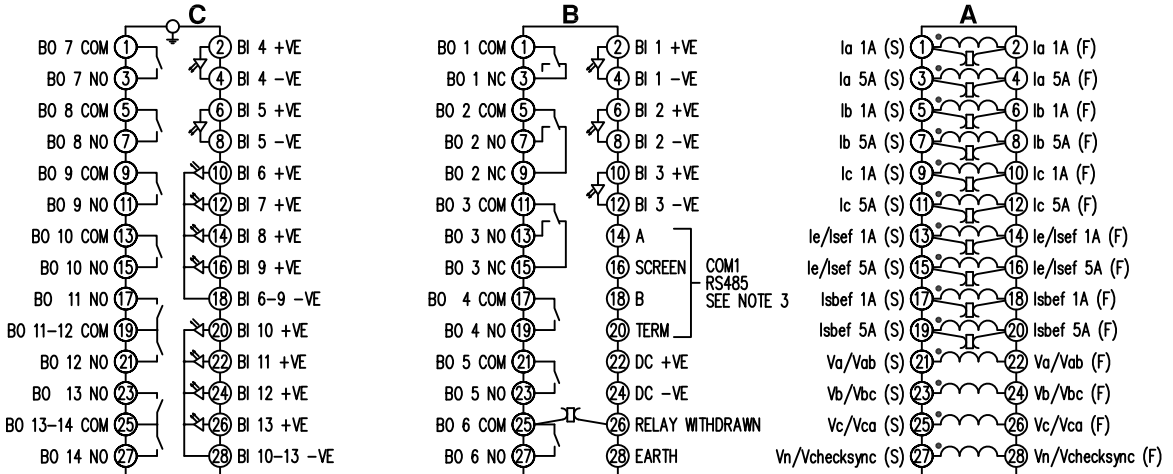 C
BO 7 COM 1 2 BI 4 +VE
BO 7 NO 3 4 BI 4 -VE
BO 8 COM 5 6 BI 5 +VE
BO 8 NO 7 8 BI 5 -VE
BO 9 COM 9 10 BI 6 +VE
BO 9 NO 11 12 BI 7 +VE
BO 10 COM 13 14 BI 8 +VE
BO 10 NO 15 16 BI 9 +VE
BO 11 NO 17 18 BI 6-9 -VE
BO 11-12 COM 19 20 BI 10 +VE
BO 12 NO 21 22 BI 11 +VE
BO 13 NO 23 24 BI 12 +VE
BO 13-14 COM 25 26 BI 13 +VE
BO 14 NO 27 28 BI 10-13 -VE
B
BO 1 COM 1 2 BI 1 +VE
BO 1 NC 3 4 BI 1 -VE
BO 2 COM 5 6 BI 2 +VE
BO 2 NO 7 8 BI 2 -VE
BO 2 NC 9 10 BI 3 +VE
BO 3 COM 11 12 BI 3 -VE
BO 3 NO 13 14 A
BO 3 NC 15 16 SCREEN
BO 4 COM 17 18 B
BO 4 NO 19 20 TERM
COM1
RS485
SEE NOTE 3
BO 5 COM 21 22 DC +VE
BO 5 NO 23 24 DC -VE
BO 6 COM 25 26 RELAY WITHDRAWN
BO 6 NO 27 28 EARTH
A
Ia 1A (S) 1 2 Ia 1A (F)
Ia 5A (S) 3 4 Ia 5A (F)
Ib 1A (S) 5 6 Ib 1A (F)
Ib 5A (S) 7 8 Ib 5A (F)
Ic 1A (S) 9 10 Ic 1A (F)
Ic 5A (S) 11 12 Ic 5A (F)
Ie/Isef 1A (S) 13 14 Ie/Isef 1A (F)
Ie/Isef 5A (S) 15 16 Ie/Isef 5A (F)
Isbef 1A (S) 17 18 Isbef 1A (F)
Isbef 5A (S) 19 20 Isbef 5A (F)
Va/Vab (S) 21 22 Va/Vab (F)
Vb/Vbc (S) 23 24 Vb/Vbc (F)
Vc/Vca (S) 25 26 Vc/Vca (F)
Vn/Vchecksync (S) 27 28 Vn/Vchecksync (F)